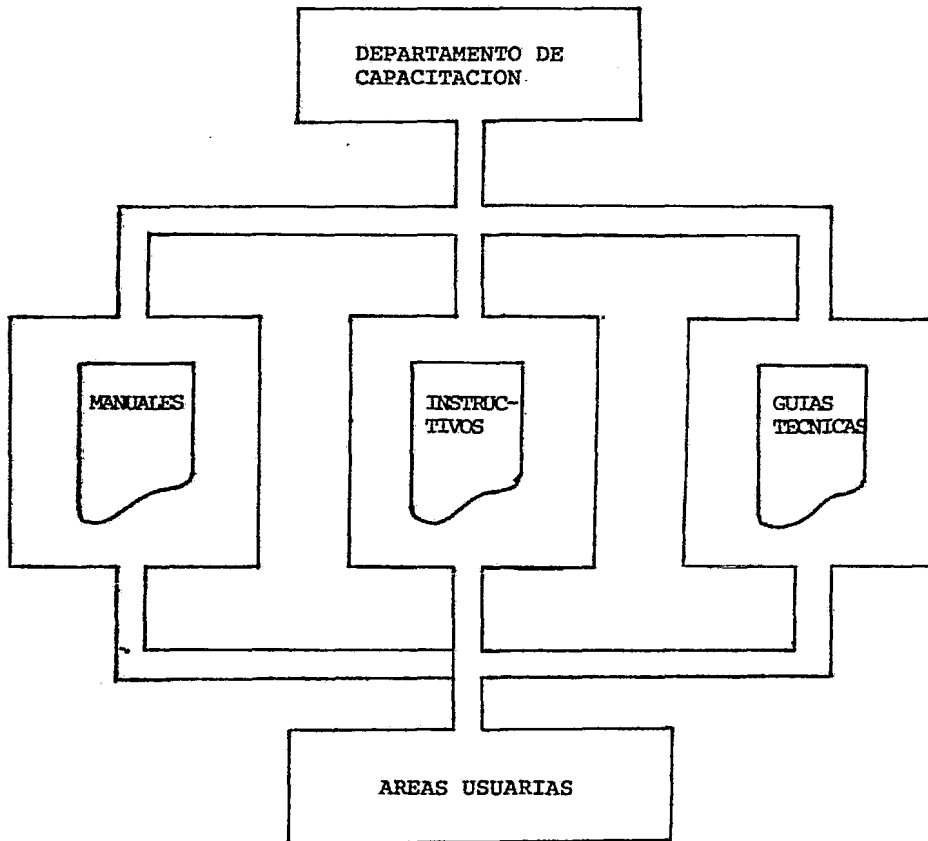 DEPARTAMENTO DE
CAPACITACION
MANUALES
INSTRUC-
TIVOS
GUIAS
TECNICAS
AREAS USUARIAS